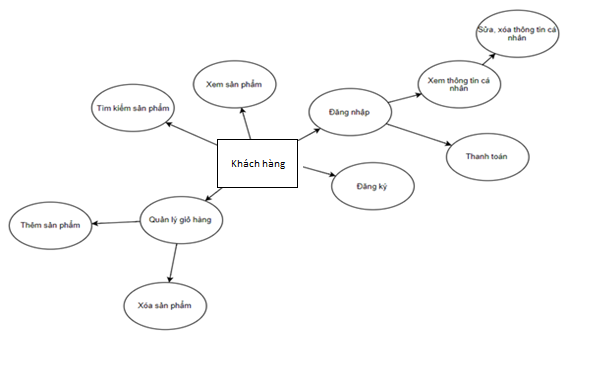 Sửa, xóa thông tin cá
nhân
Xem sản phẩm
Xem thông tin cá
nhân
Tìm kiếm sản phẩm
Đăng nhập
Thanh toán
Khách hàng
Đăng ký
Quản lý giỏ hàng
Thêm sản phẩm
Xóa sản phẩm